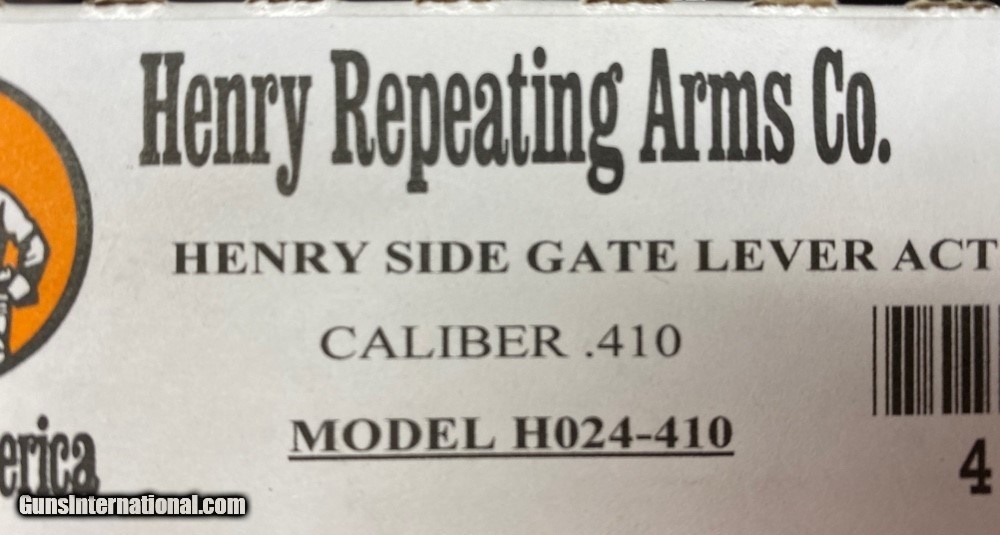 Henry Repeating Arms Co.
HENRY SIDE GATE LEVER ACT
CALIBER .410
MODEL H024-410
erica
4
GunsInternational.com